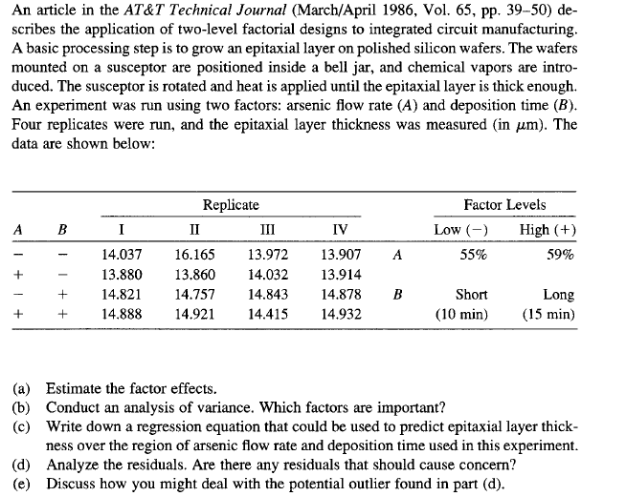 An article in the AT&T Technical Journal (March/April 1986, Vol. 65, pp. 39–50) de-
scribes the application of two-level factorial designs to integrated circuit manufacturing.
A basic processing step is to grow an epitaxial layer on polished silicon wafers. The wafers
mounted on a susceptor are positioned inside a bell jar, and chemical vapors are intro-
duced. The susceptor is rotated and heat is applied until the epitaxial layer is thick enough.
An experiment was run using two factors: arsenic flow rate (A) and deposition time (B).
Four replicates were run, and the epitaxial layer thickness was measured (in μm). The
data are shown below:
Replicate Factor Levels
A B I II III IV Low (−) High (+)
− − 14.037 16.165 13.972 13.907 A 55% 59%
+ − 13.880 13.860 14.032 13.914
− + 14.821 14.757 14.843 14.878 B Short Long
+ + 14.888 14.921 14.415 14.932 (10 min) (15 min)
(a) Estimate the factor effects.
(b) Conduct an analysis of variance. Which factors are important?
(c) Write down a regression equation that could be used to predict epitaxial layer thick-
ness over the region of arsenic flow rate and deposition time used in this experiment.
(d) Analyze the residuals. Are there any residuals that should cause concern?
(e) Discuss how you might deal with the potential outlier found in part (d).